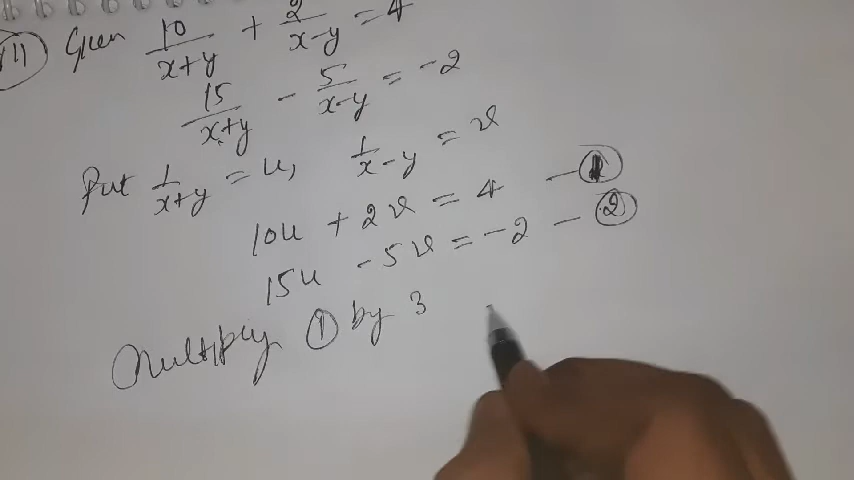 (iii) Given 10/x+y + 2/x-y = 4
15/x+y - 5/x-y = -2
Put 1/x+y = u, 1/x-y = v
10u + 2v = 4 - ①
15u - 5v = -2 - ②
Multiply ① by 3